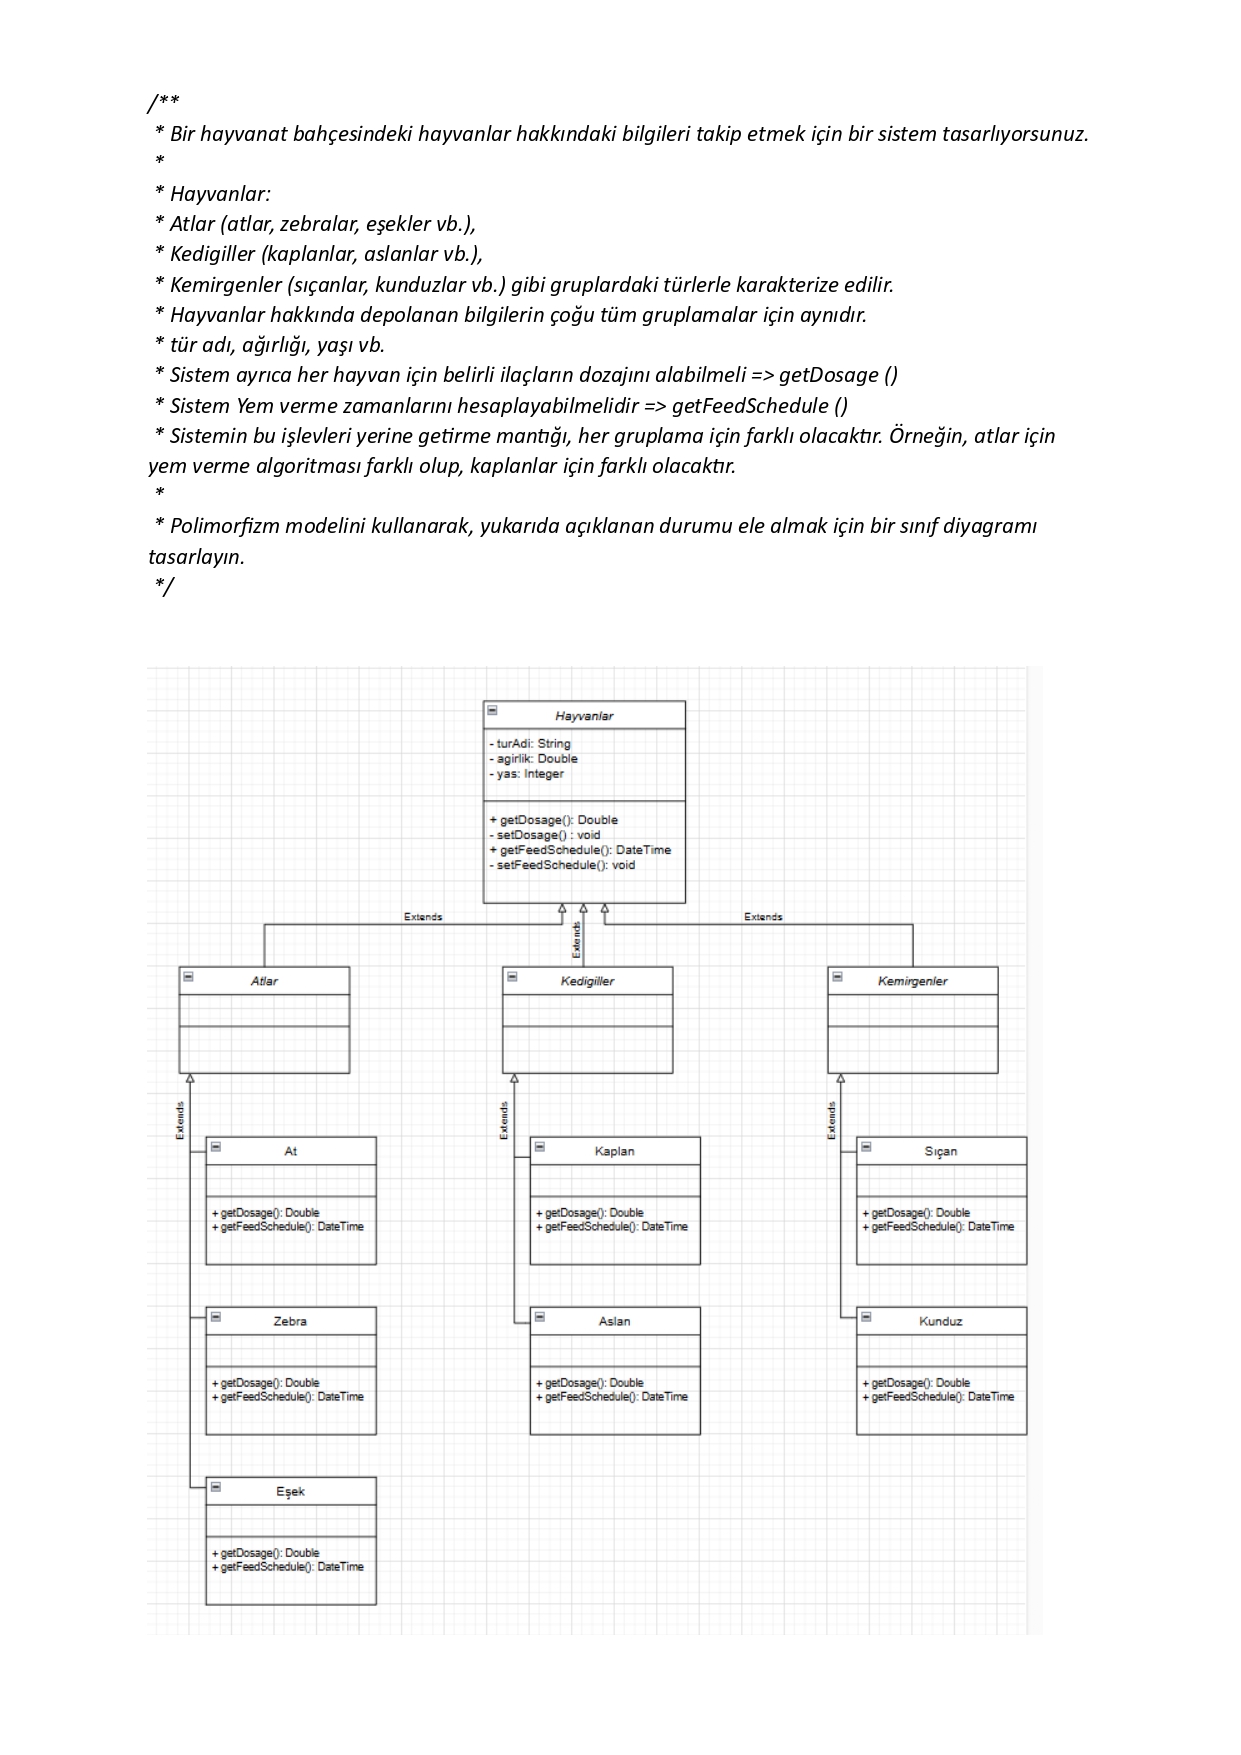 /**
* Bir hayvanat bahçesindeki hayvanlar hakkındaki bilgileri takip etmek için bir sistem tasarlıyorsunuz.
*
* Hayvanlar:
* Atlar (atlar, zebralar, eşekler vb.),
* Kedigiller (kaplanlar, aslanlar vb.),
* Kemirgenler (sıçanlar, kunduzlar vb.) gibi gruplardaki türlerle karakterize edilir.
* Hayvanlar hakkında depolanan bilgilerin çoğu tüm gruplamalar için aynıdır.
* tür adı, ağırlığı, yaşı vb.
* Sistem ayrıca her hayvan için belirli ilaçların dozajını alabilmeli => getDosage ()
* Sistem Yem verme zamanlarını hesaplayabilmelidir => getFeedSchedule ()
* Sistemin bu işlevleri yerine getirme mantığı, her gruplama için farklı olacaktır. Örneğin, atlar için
yem verme algoritması farklı olup, kaplanlar için farklı olacaktır.
*
* Polimorfizm modelini kullanarak, yukarıda açıklanan durumu ele almak için bir sınıf diyagramı
tasarlayın.
*/
Hayvanlar
- turAdi: String
- agirlik: Double
- yas: Integer
+ getDosage(): Double
- setDosage() : void
+ getFeedSchedule(): DateTime
- setFeedSchedule(): void
Extends
Extends
Extends
Atlar
Kedigiller
Kemirgenler
Extends
Extends
Extends
At
+ getDosage(): Double
+ getFeedSchedule(): DateTime
Kaplan
+ getDosage(): Double
+ getFeedSchedule(): DateTime
Sıçan
+ getDosage(): Double
+ getFeedSchedule(): DateTime
Zebra
+ getDosage(): Double
+ getFeedSchedule(): DateTime
Aslan
+ getDosage(): Double
+ getFeedSchedule(): DateTime
Kunduz
+ getDosage(): Double
+ getFeedSchedule(): DateTime
Eşek
+ getDosage(): Double
+ getFeedSchedule(): DateTime